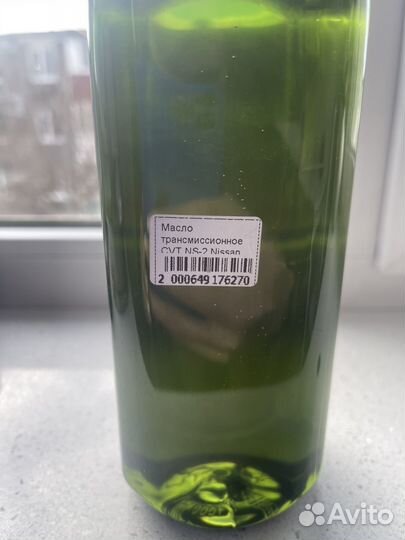 Масло
трансмиссионное
CVT NS-2 Nissan
2 000649 176270
Avito